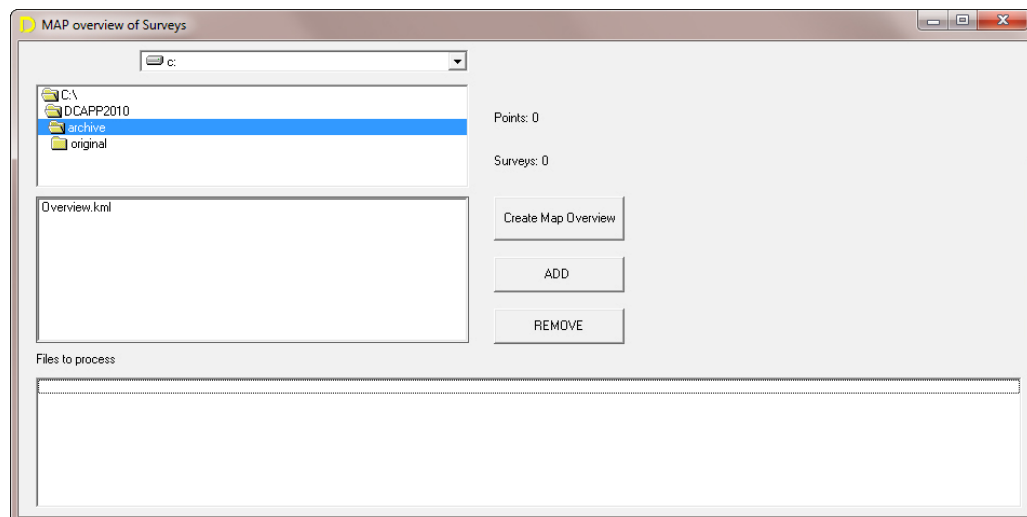 MAP overview of Surveys
c:
C:\
DCAPP2010
archive
original
Points: 0
Surveys: 0
Overview.kml
Create Map Overview
ADD
REMOVE
Files to process